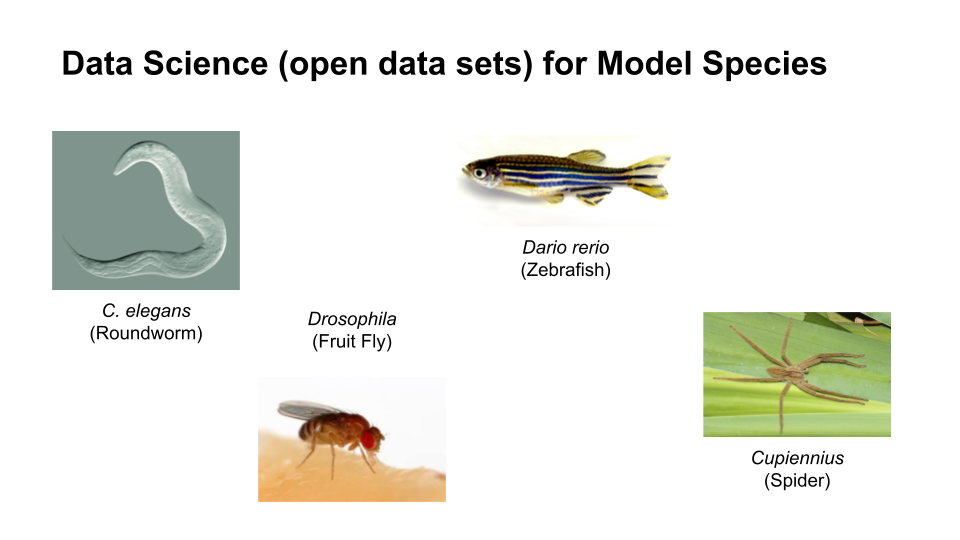 Data Science (open data sets) for Model Species
C. elegans
(Roundworm)
Drosophila
(Fruit Fly)
Dario rerio
(Zebrafish)
Cupiennius
(Spider)